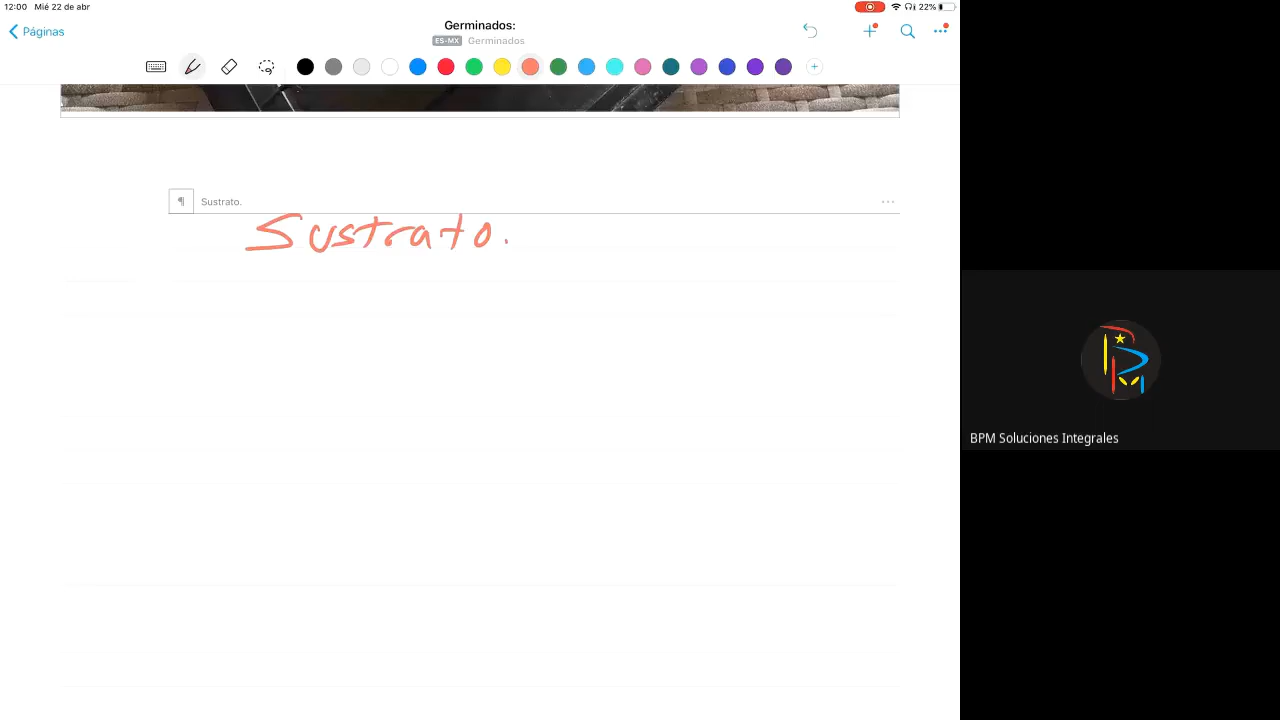 12:00 Mié 22 de abr 22%
Páginas
Germinados:
ES-MX Germinados
¶ Sustrato.
Sustrato.
BPM Soluciones Integrales